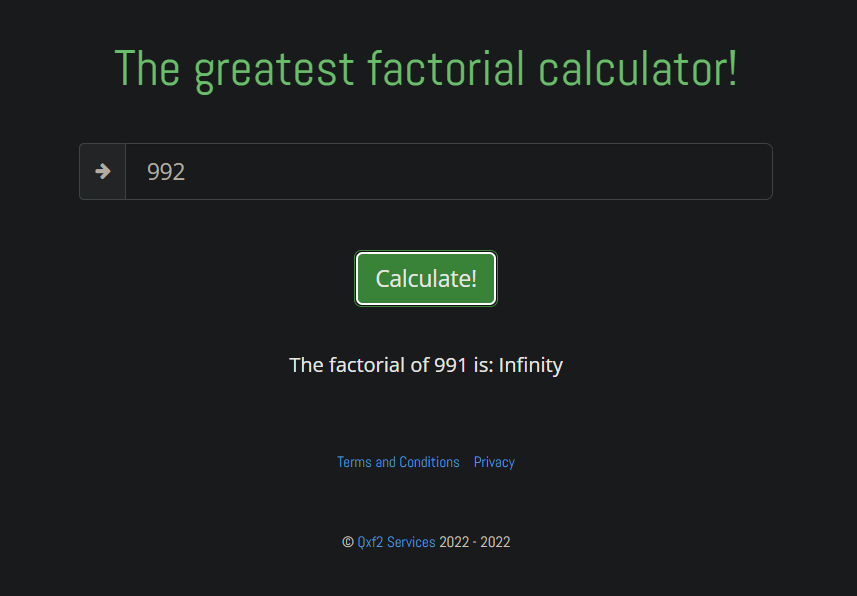 The greatest factorial calculator!
992
Calculate!
The factorial of 991 is: Infinity
Terms and Conditions Privacy
© Qxf2 Services 2022 - 2022